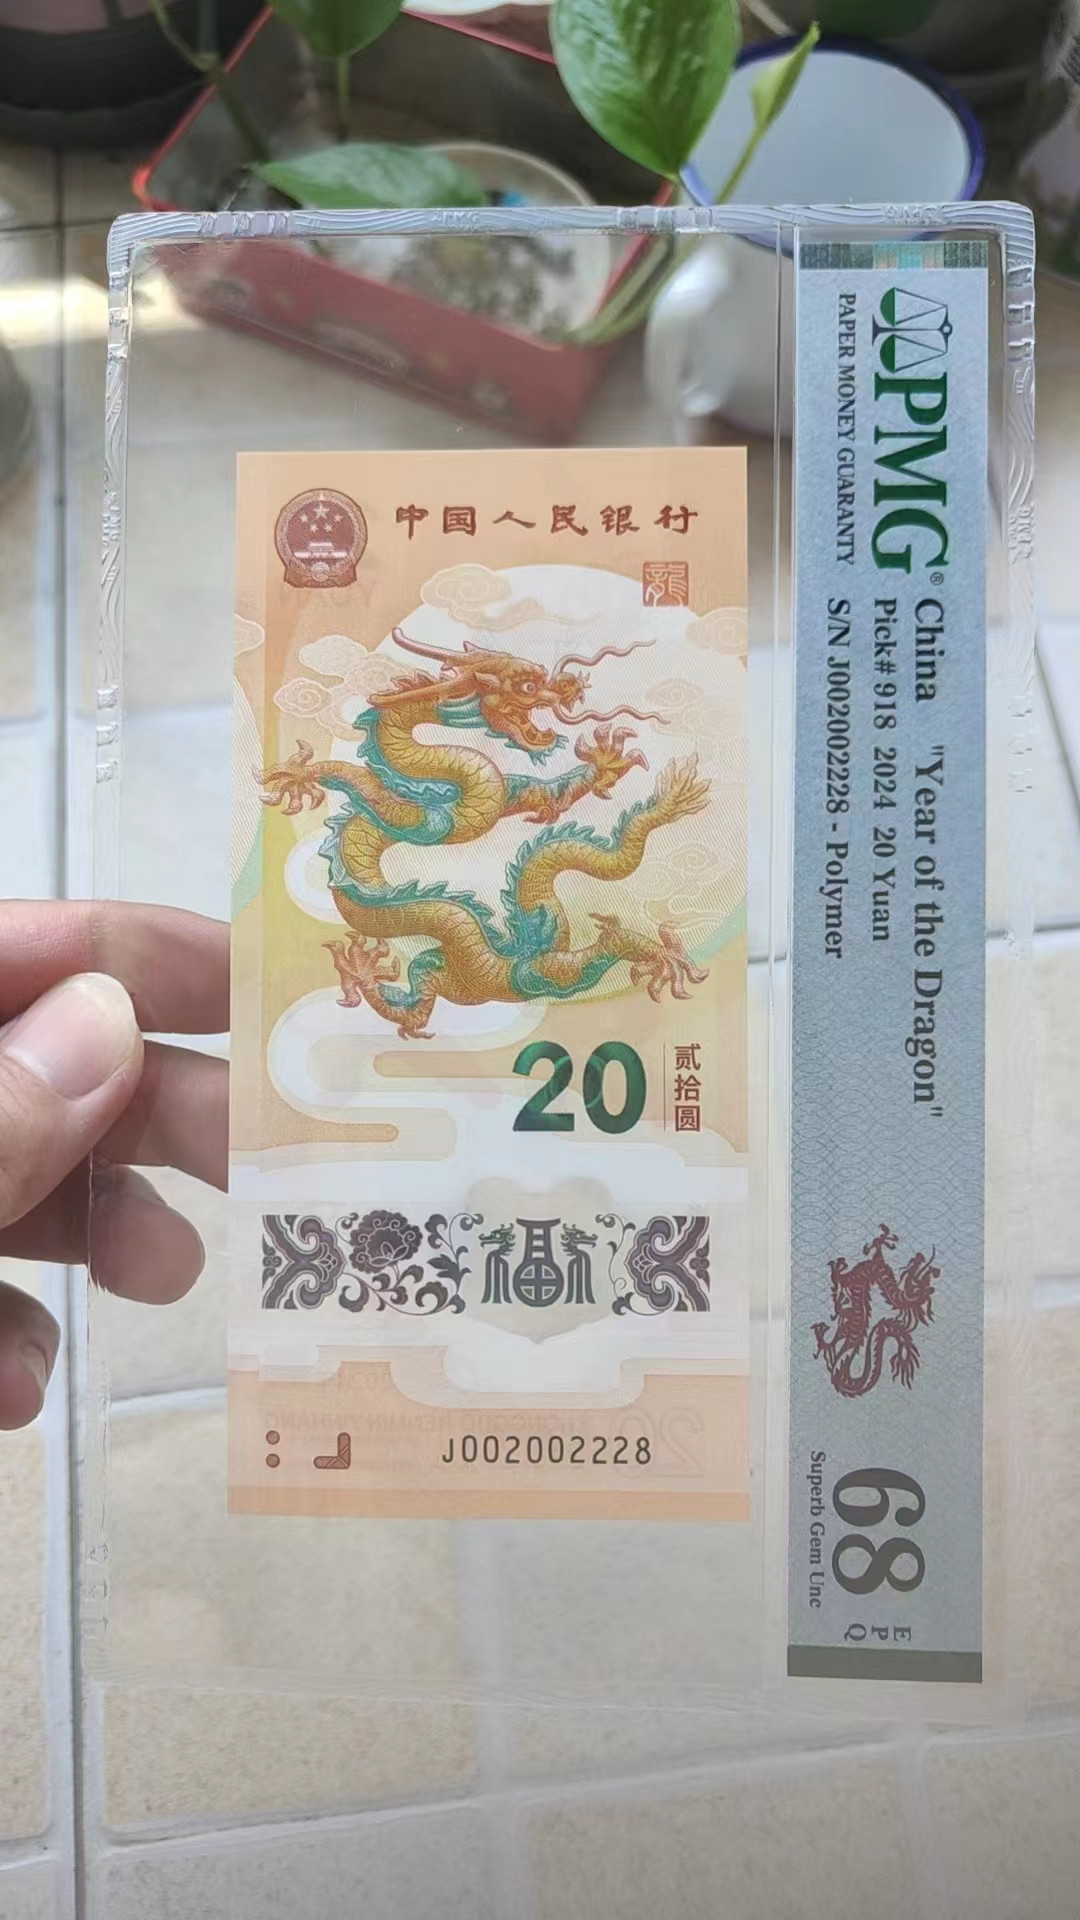 中国人民银行
龍
20
贰拾圆
福
J002002228
PMG®
PAPER MONEY GUARANTY
China "Year of the Dragon"
Pick# 918 2024 20 Yuan
S/N J002002228 - Polymer
68 EPQ
Superb Gem Unc